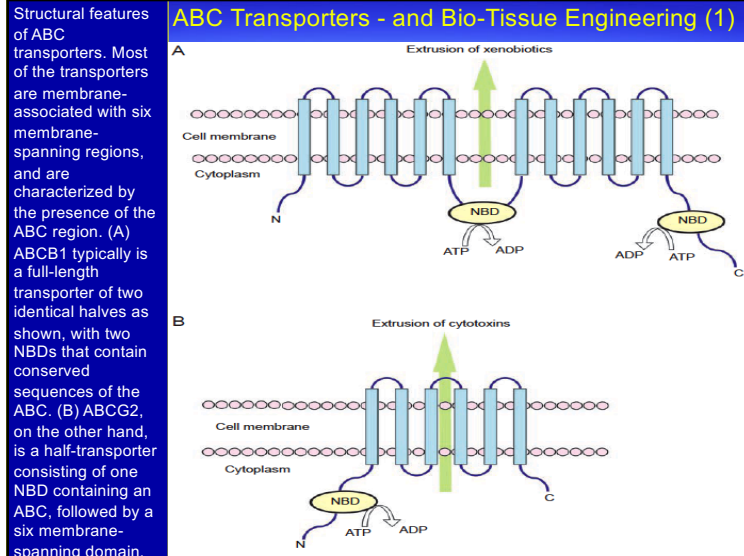 ABC Transporters - and Bio-Tissue Engineering (1)
Structural features
of ABC
transporters. Most
of the transporters
are membrane-
associated with six
membrane-
spanning regions,
and are
characterized by
the presence of the
ABC region. (A)
ABCB1 typically is
a full-length
transporter of two
identical halves as
shown, with two
NBDs that contain
conserved
sequences of the
ABC. (B) ABCG2,
on the other hand,
is a half-transporter
consisting of one
NBD containing an
ABC, followed by a
six membrane-
spanning domain.
A
Extrusion of xenobiotics
Cell membrane
Cytoplasm
N
NBD
ATP
ADP
NBD
ADP
ATP
C
B
Extrusion of cytotoxins
Cell membrane
Cytoplasm
NBD
ATP
ADP
N
C